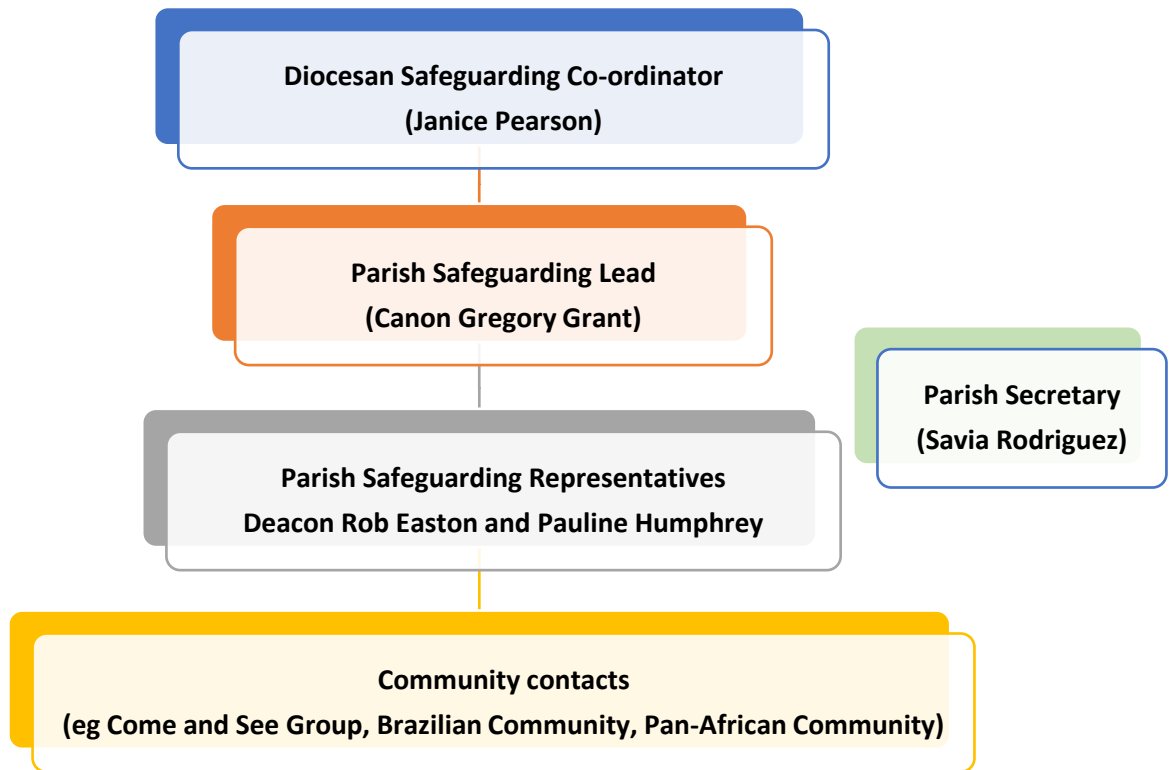 Diocesan Safeguarding Co-ordinator
(Janice Pearson)
Parish Safeguarding Lead
(Canon Gregory Grant)
Parish Secretary
(Savia Rodriguez)
Parish Safeguarding Representatives
Deacon Rob Easton and Pauline Humphrey
Community contacts
(eg Come and See Group, Brazilian Community, Pan-African Community)